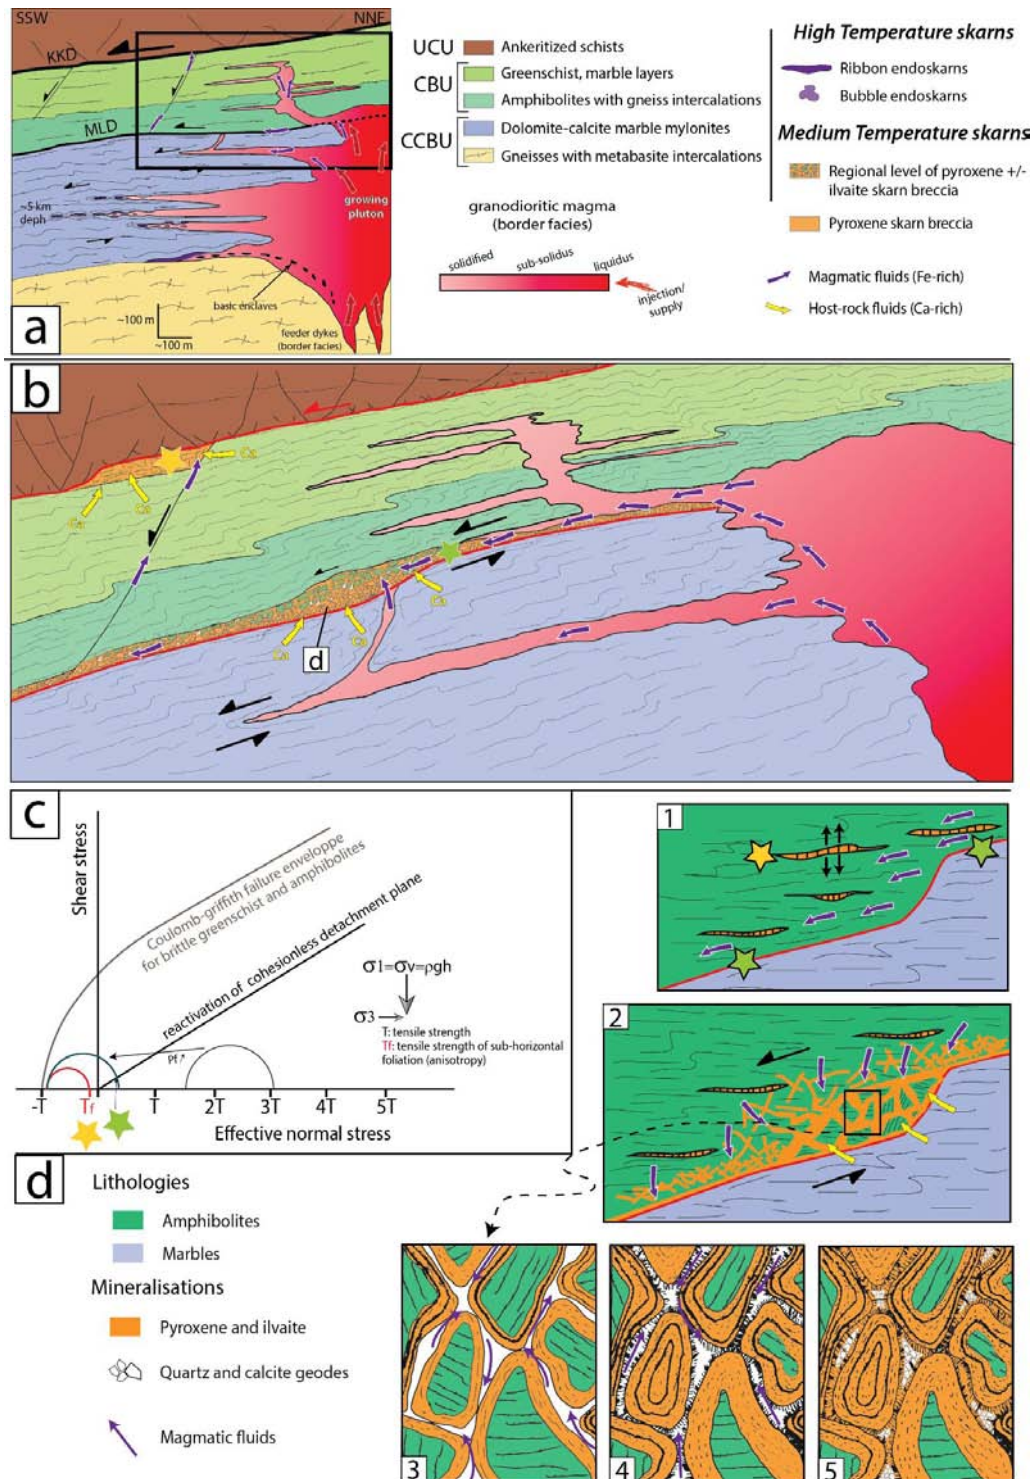 SSW
NNE
KKD
MLD
~5 km
deph
growing
pluton
basic enclaves
~100 m
~100 m
feeder dykes
(border facies)
a
UCU
Ankeritized schists
CBU
Greenschist, marble layers
Amphibolites with gneiss intercalations
CCBU
Dolomite-calcite marble mylonites
Gneisses with metabasite intercalations
granodioritic magma
(border facies)
solidified
sub-solidus
liquidus
injection/
supply
High Temperature skarns
Ribbon endoskarns
Bubble endoskarns
Medium Temperature skarns
Regional level of pyroxene +/-
ilvaite skarn breccia
Pyroxene skarn breccia
Magmatic fluids (Fe-rich)
Host-rock fluids (Ca-rich)
b
Ca
Ca
Ca
Ca
Ca
Ca
d
c
Shear stress
Coulomb-griffith failure enveloppe
for brittle greenschist and amphibolites
reactivation of cohesionless detachment plane
σ1=σv=ρgh
σ3
T: tensile strength
Tf: tensile strength of sub-horizontal
foliation (anisotropy)
Pf
-T
Tf
T
2T
3T
4T
5T
Effective normal stress
1
2
d
Lithologies
Amphibolites
Marbles
Mineralisations
Pyroxene and ilvaite
Quartz and calcite geodes
Magmatic fluids
3
4
5